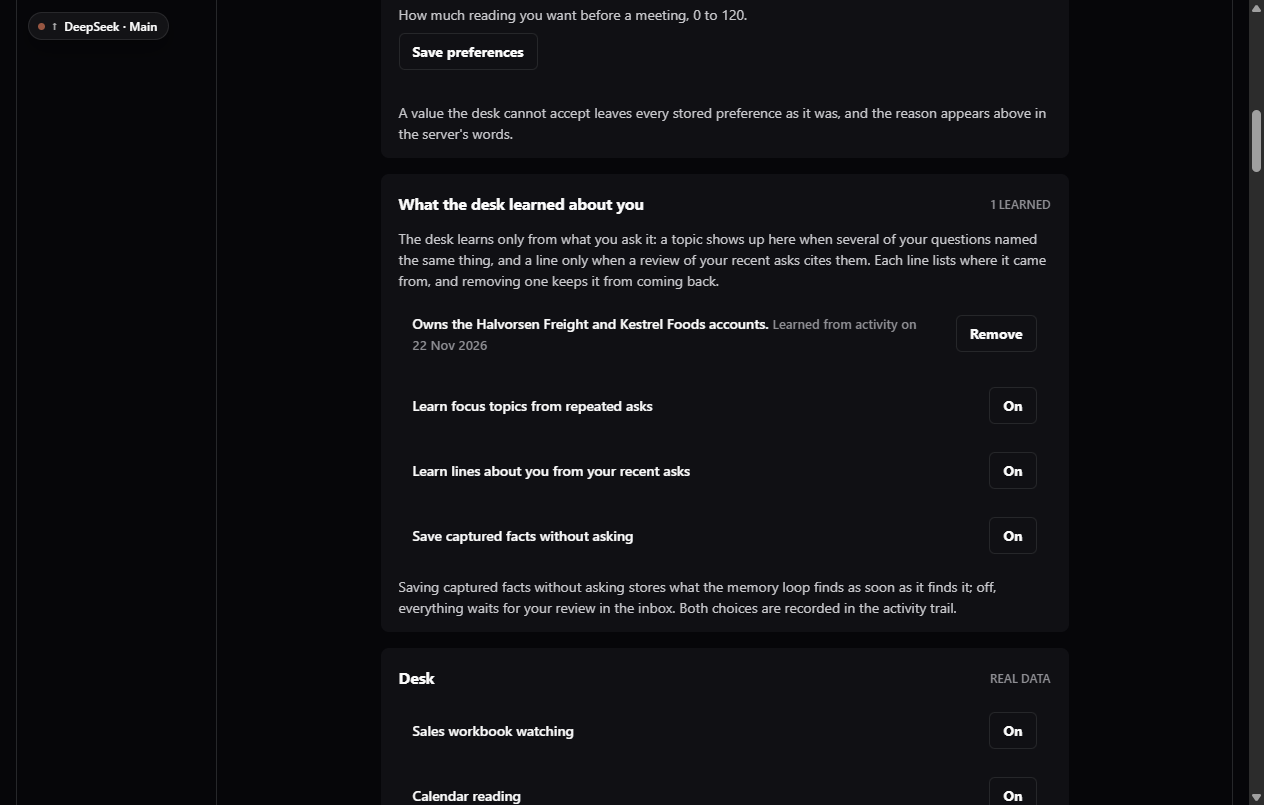 ↑ DeepSeek · Main
How much reading you want before a meeting, 0 to 120.
Save preferences
A value the desk cannot accept leaves every stored preference as it was, and the reason appears above in
the server's words.
What the desk learned about you
1 LEARNED
The desk learns only from what you ask it: a topic shows up here when several of your questions named
the same thing, and a line only when a review of your recent asks cites them. Each line lists where it came
from, and removing one keeps it from coming back.
Owns the Halvorsen Freight and Kestrel Foods accounts. Learned from activity on
22 Nov 2026
Remove
Learn focus topics from repeated asks
On
Learn lines about you from your recent asks
On
Save captured facts without asking
On
Saving captured facts without asking stores what the memory loop finds as soon as it finds it; off,
everything waits for your review in the inbox. Both choices are recorded in the activity trail.
Desk
REAL DATA
Sales workbook watching
On
Calendar reading
On